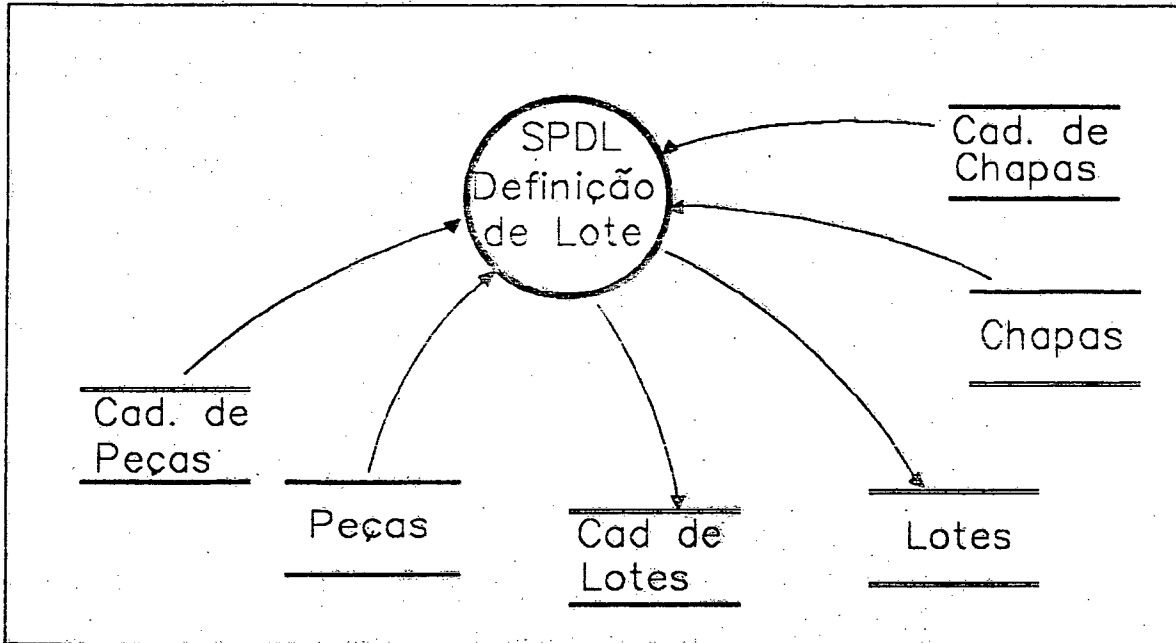 SPDL
Definição
de Lote
Cad. de
Chapas
Chapas
Cad. de
Peças
Peças
Cad de
Lotes
Lotes